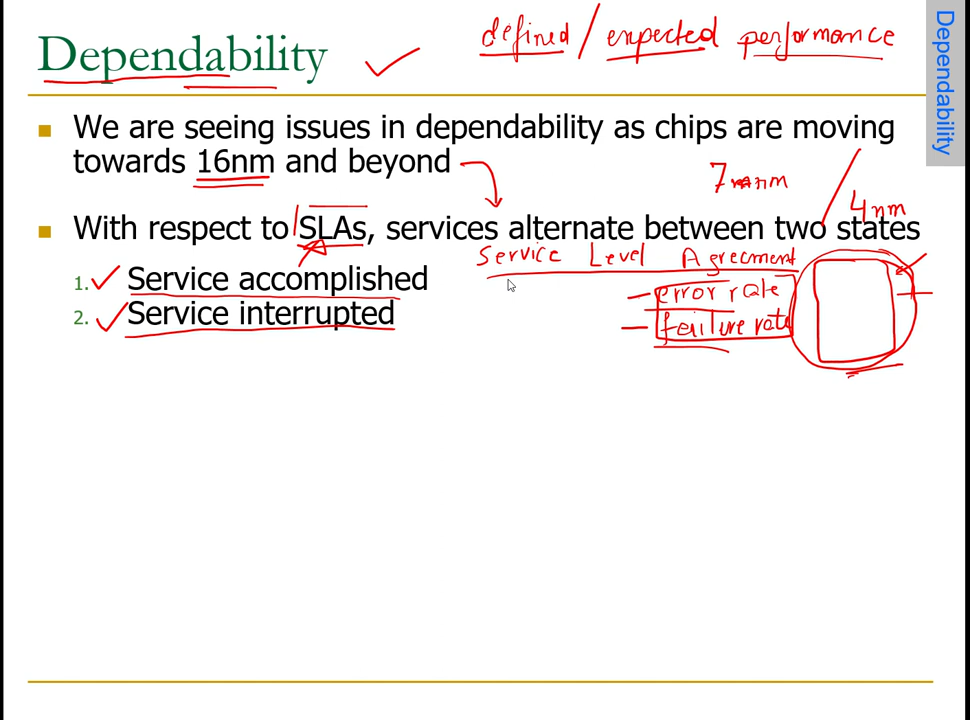 Dependability
defined / expected performance
Dependability
We are seeing issues in dependability as chips are moving
towards 16nm and beyond
7nm / 4nm
With respect to SLAs, services alternate between two states
Service Level Agreement
1. Service accomplished
- error rate
2. Service interrupted
- failure rate